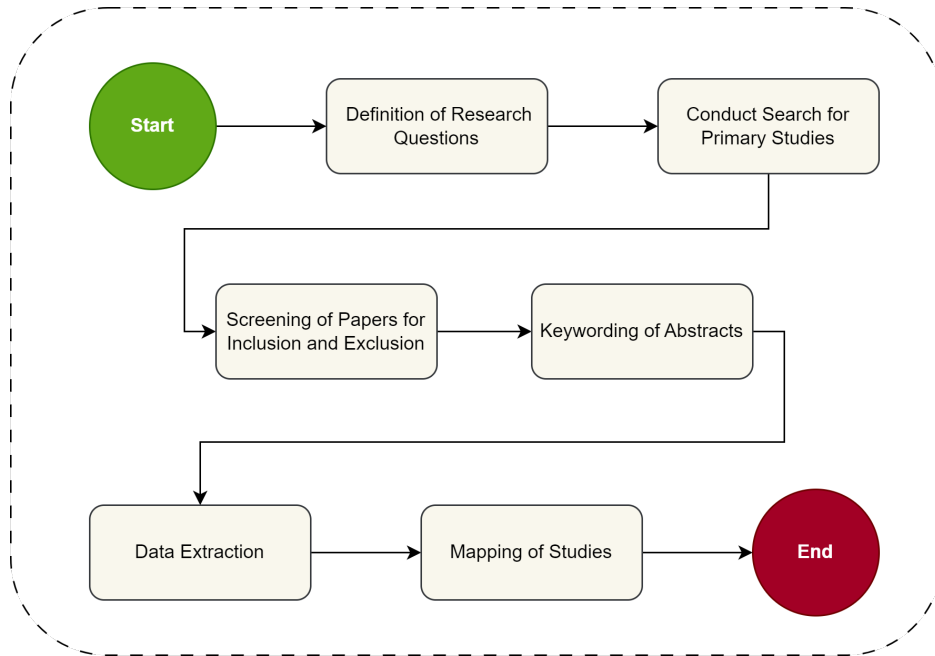 Start
Definition of Research
Questions
Conduct Search for
Primary Studies
Screening of Papers for
Inclusion and Exclusion
Keywording of Abstracts
Data Extraction
Mapping of Studies
End